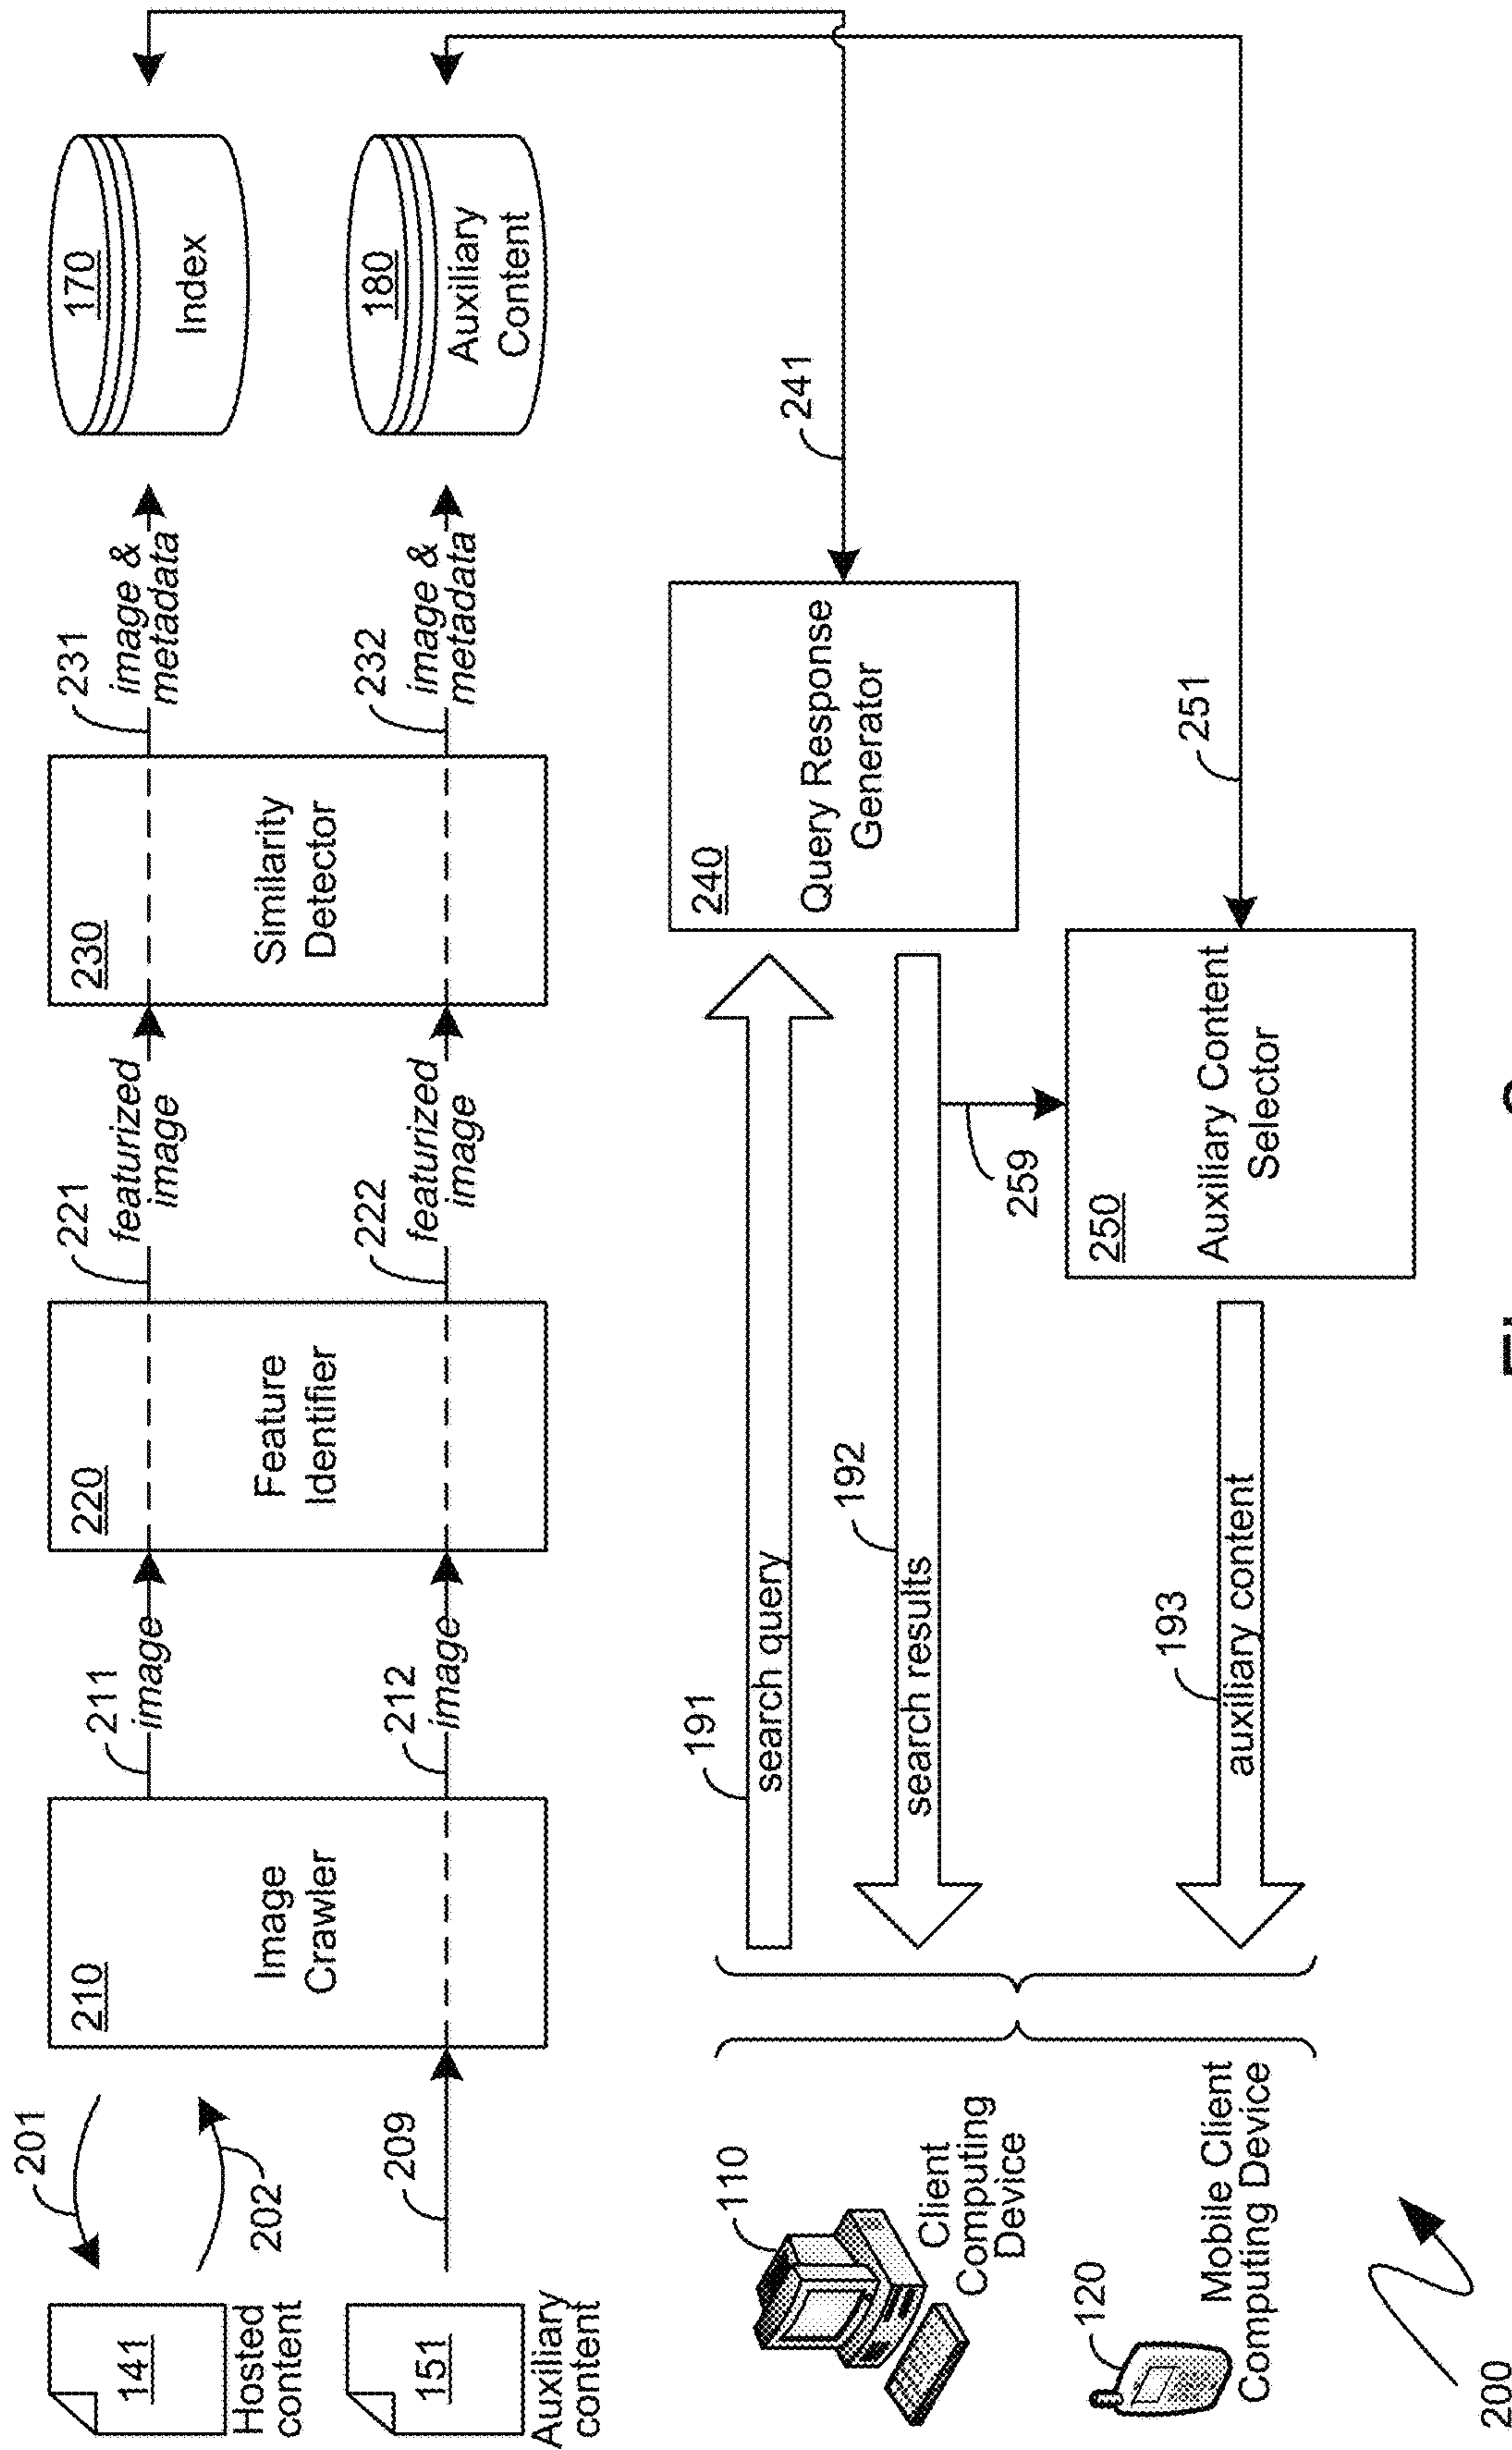 141
Hosted
content
201
202
210
Image
Crawler
211
image
220
Feature
Identifier
221
featurized
image
230
Similarity
Detector
231
image &
metadata
170
Index
151
Auxiliary
content
209
212
image
222
featurized
image
232
image &
metadata
180
Auxiliary
Content
110
Client
Computing
Device
120
Mobile Client
Computing Device
191
search query
192
search results
193
auxiliary content
240
Query Response
Generator
241
259
250
Auxiliary Content
Selector
251
200